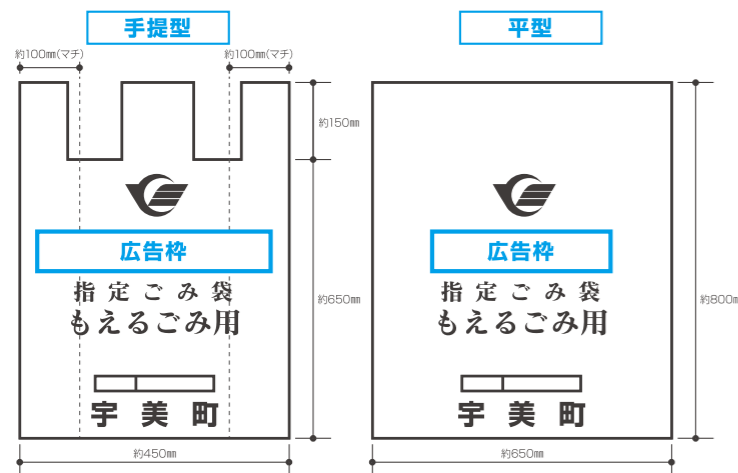 手提型
約100㎜(マチ)
約100㎜(マチ)
約150㎜
広告枠
指定ごみ袋
もえるごみ用
約650㎜
宇美町
約450㎜
平型
広告枠
指定ごみ袋
もえるごみ用
約800㎜
宇美町
約650㎜